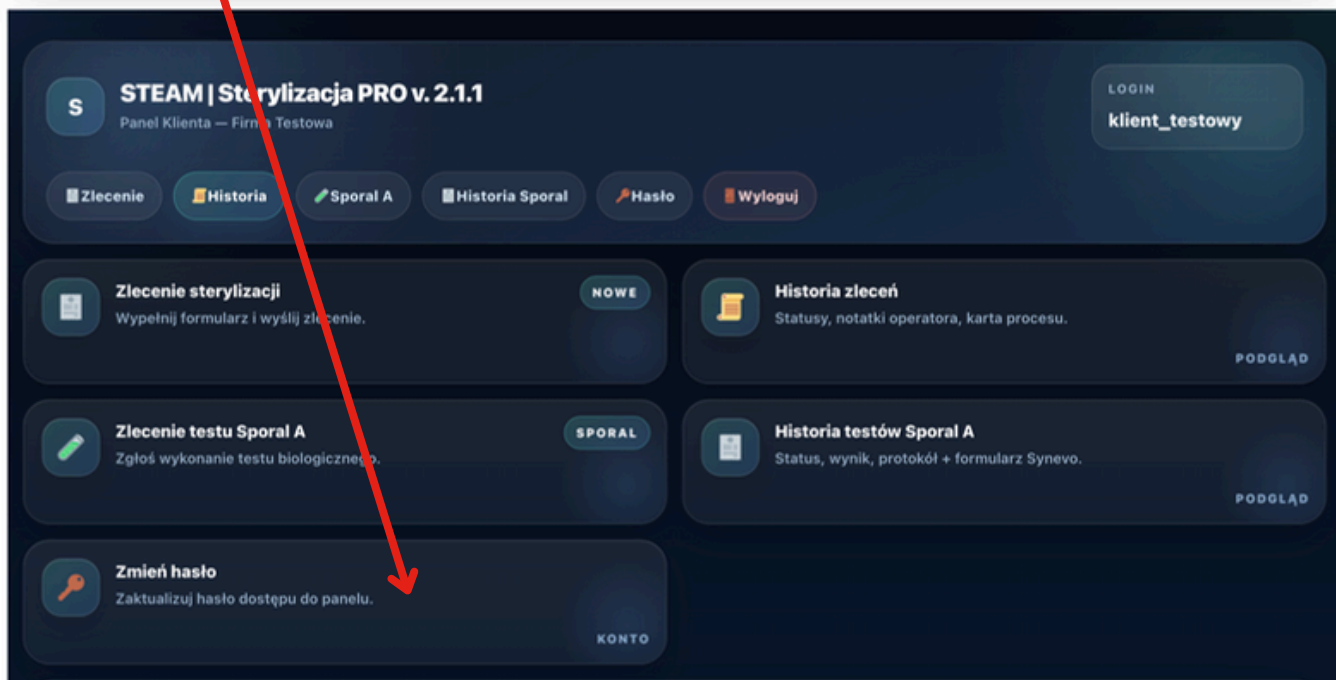 S
STEAM | Sterylizacja PRO v. 2.1.1
Panel Klienta — Firma Testowa
LOGIN
klient_testowy
Zlecenie
Historia
Sporal A
Historia Sporal
Hasło
Wyloguj
Zlecenie sterylizacji
NOWE
Wypełnij formularz i wyślij zlecenie.
Historia zleceń
Statusy, notatki operatora, karta procesu.
PODGLĄD
Zlecenie testu Sporal A
SPORAL
Zgłoś wykonanie testu biologicznego.
Historia testów Sporal A
Status, wynik, protokół + formularz Synevo.
PODGLĄD
Zmień hasło
Zaktualizuj hasło dostępu do panelu.
KONTO